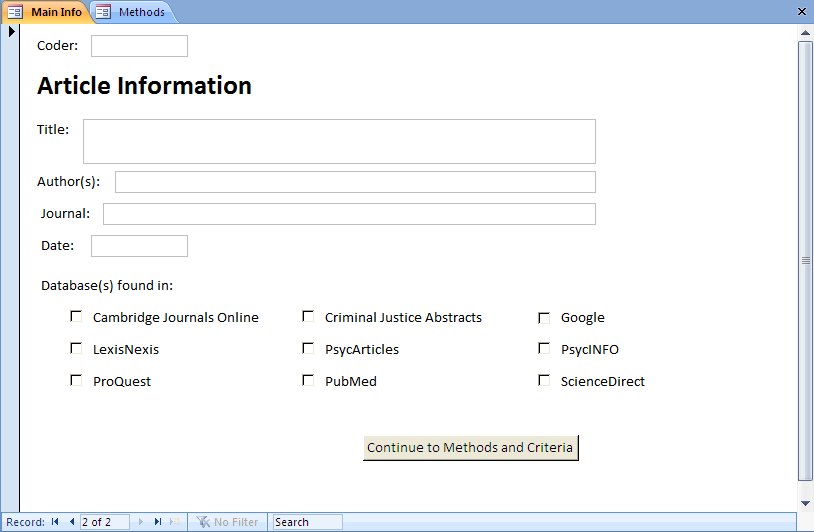 Main Info Methods
Coder:
Article Information
Title:
Author(s):
Journal:
Date:
Database(s) found in:
Cambridge Journals Online Criminal Justice Abstracts Google
LexisNexis PsycArticles PsycINFO
ProQuest PubMed ScienceDirect
Continue to Methods and Criteria
Record: 2 of 2 No Filter Search